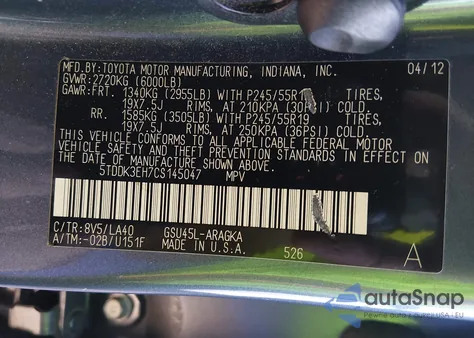 MFD.BY: TOYOTA MOTOR MANUFACTURING, INDIANA, INC. 04/12
GVWR: 2720KG (6000LB)
GAWR: FRT. 1340KG (2955LB) WITH P245/55R19 TIRES,
19X7.5J RIMS, AT 210KPA (30PSI) COLD.
RR. 1585KG (3505LB) WITH P245/55R19 TIRES,
19X7.5J RIMS, AT 250KPA (36PSI) COLD.
THIS VEHICLE CONFORMS TO ALL APPLICABLE FEDERAL MOTOR
VEHICLE SAFETY AND THEFT PREVENTION STANDARDS IN EFFECT
ON THE DATE OF MANUFACTURE SHOWN ABOVE.
5TDDK3EH7CS145047 MPV
C/TR: 8V5/LA40 GSU45L-ARAGKA
A/TM: -02B/U151F MADE IN U.S.A. 526 A
autoSnap